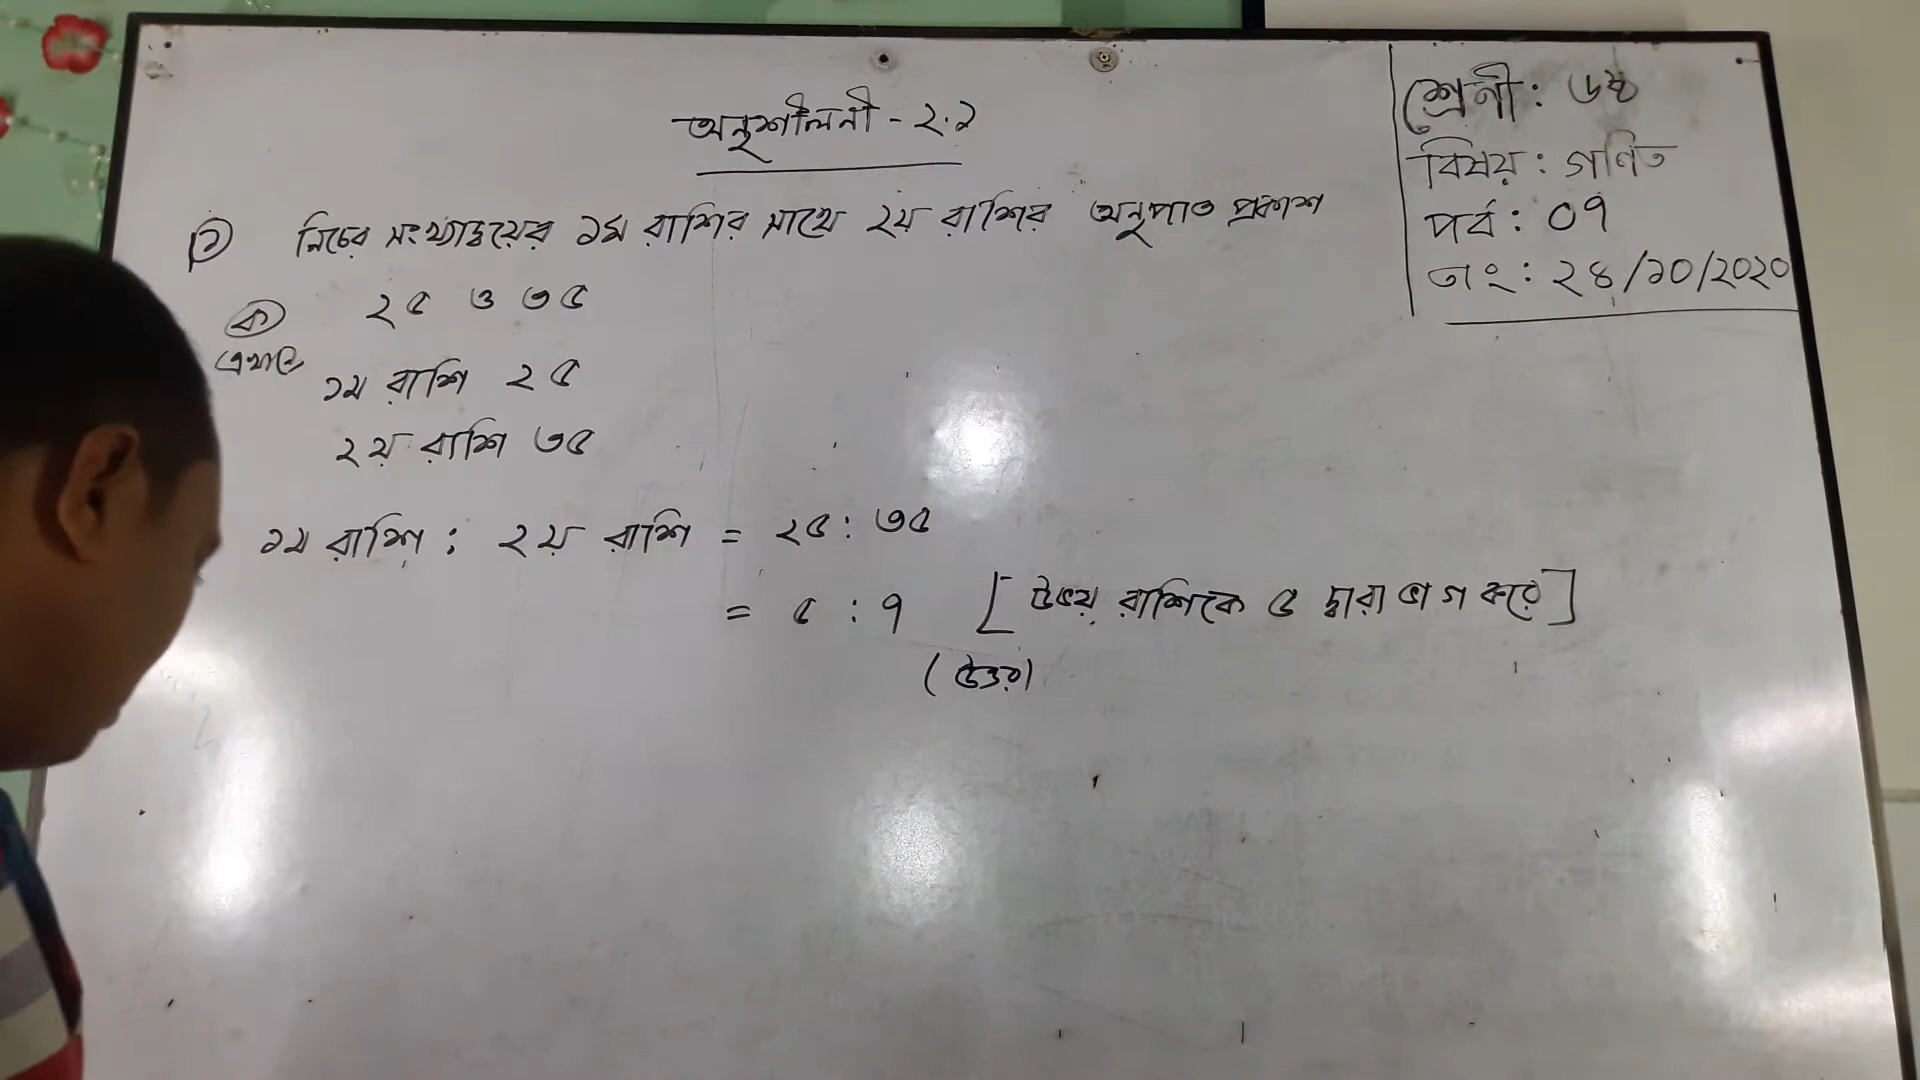 অনুশীলনী - ২.১
শ্রেণী : ৬ষ্ঠ
বিষয় : গণিত
পর্ব : ০৭
তাং : ২৪/১০/২০২০
১) নিচের সংখ্যাদ্বয়ের ১ম রাশির সাথে ২য় রাশির অনুপাত প্রকাশ
ক) ২৫ ও ৩৫
এখানে
১ম রাশি ২৫
২য় রাশি ৩৫
১ম রাশি : ২য় রাশি = ২৫ : ৩৫
= ৫ : ৭ [উভয় রাশিকে ৫ দ্বারা ভাগ করে]
(উত্তর)